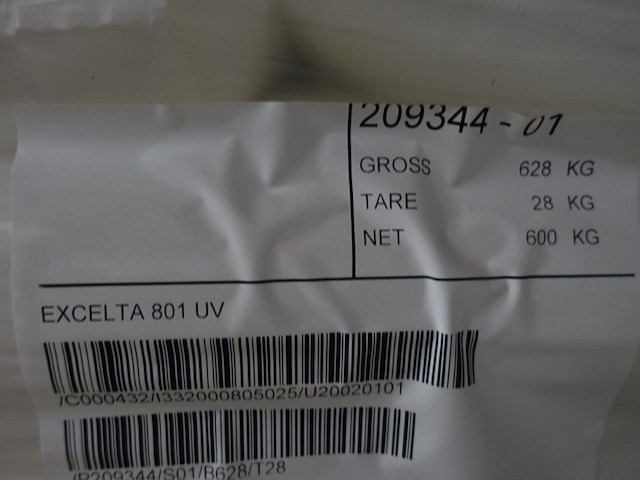 209344-01
GROSS 628 KG
TARE 28 KG
NET 600 KG
EXCELTA 801 UV
/C000432/I332000805025/U20020101
/P209344/S01/B628/T28